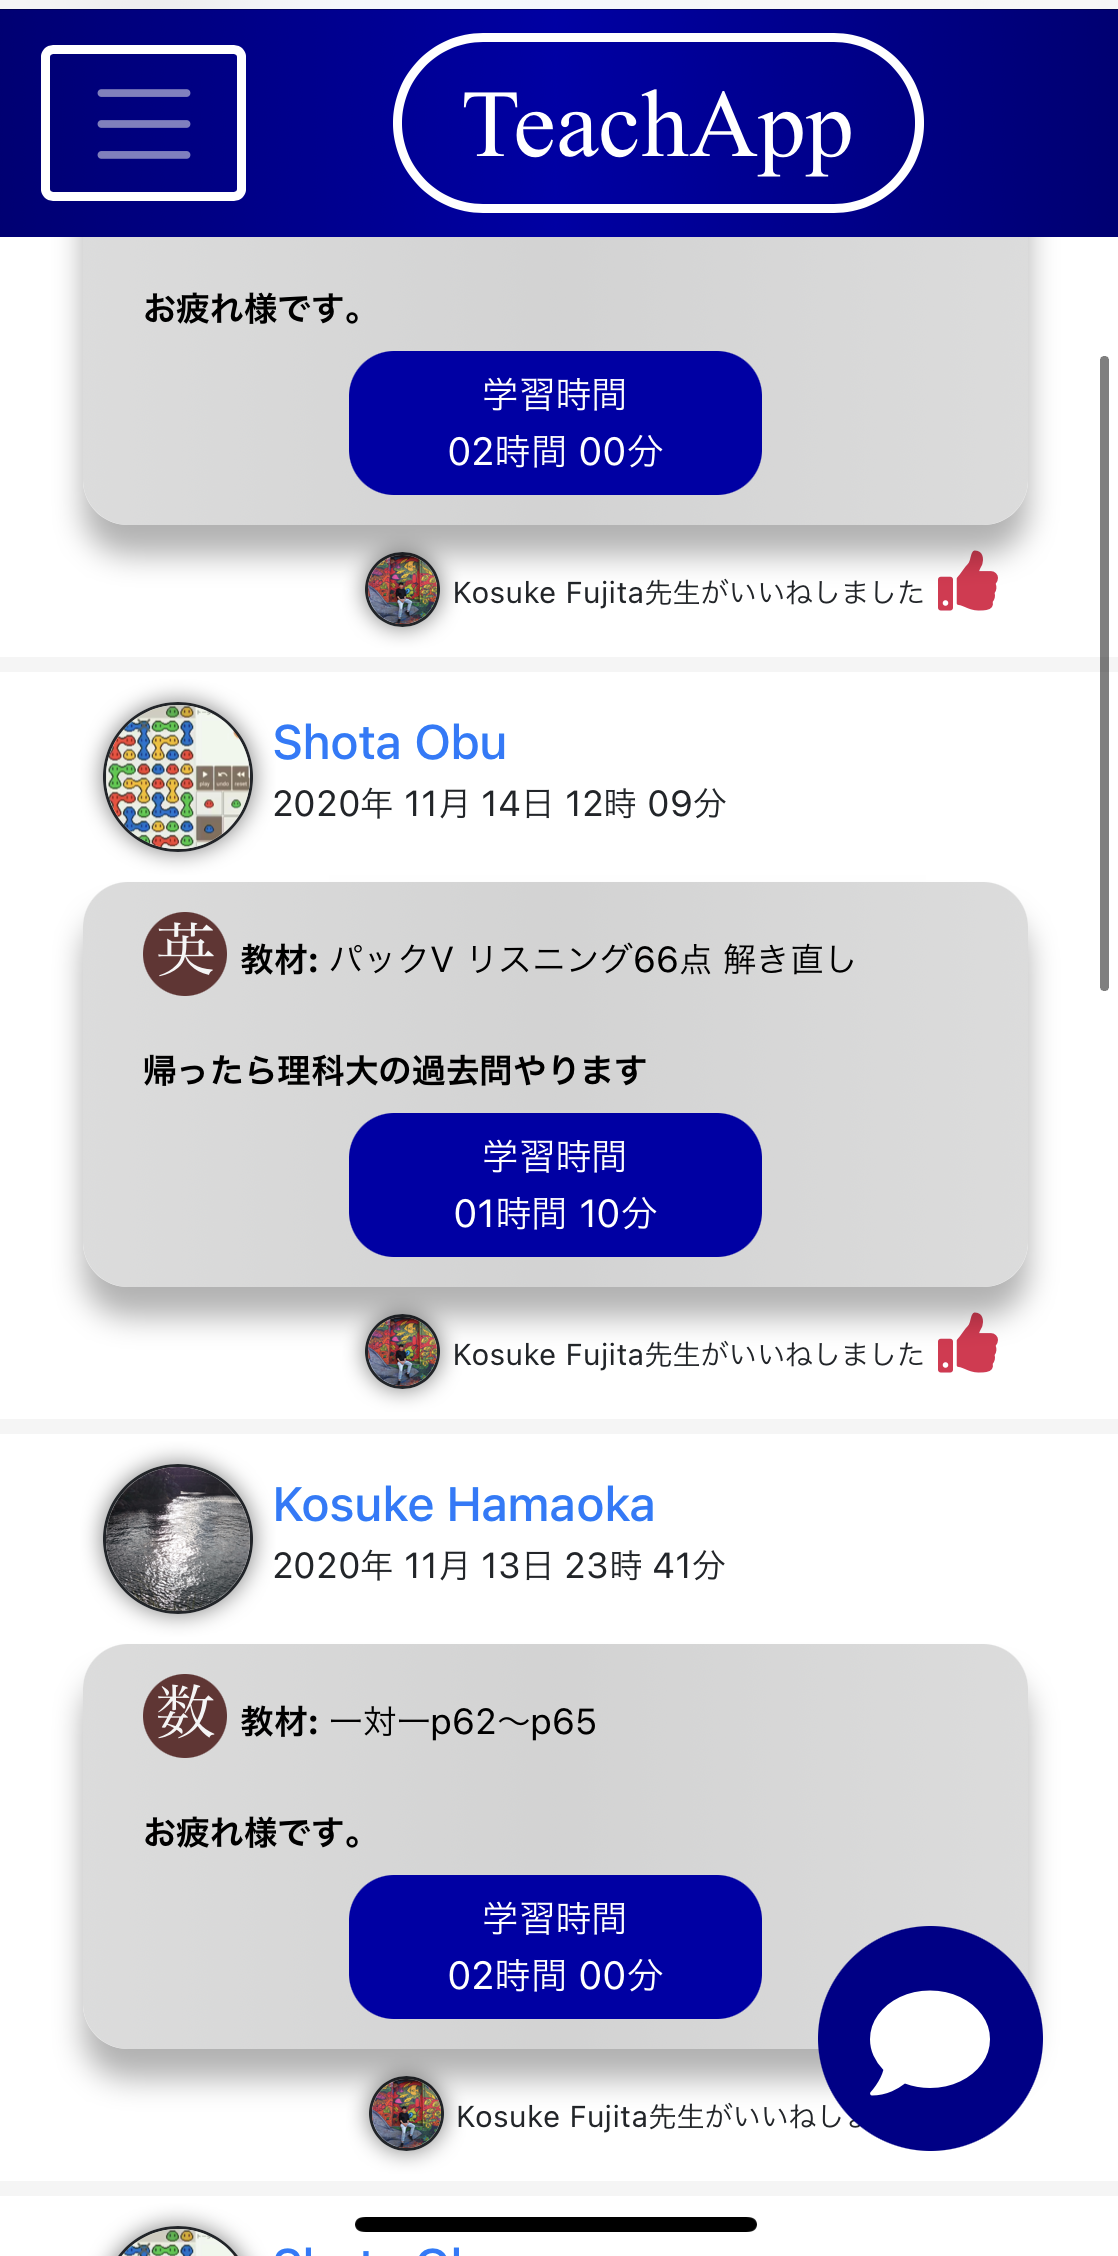 TeachApp
お疲れ様です。
学習時間
02時間 00分
Kosuke Fujita先生がいいねしました
Shota Obu
2020年 11月 14日 12時 09分
英 教材: パックV リスニング66点 解き直し
帰ったら理科大の過去問やります
学習時間
01時間 10分
Kosuke Fujita先生がいいねしました
Kosuke Hamaoka
2020年 11月 13日 23時 41分
数 教材: 一対一p62〜p65
お疲れ様です。
学習時間
02時間 00分
Kosuke Fujita先生がいいねし